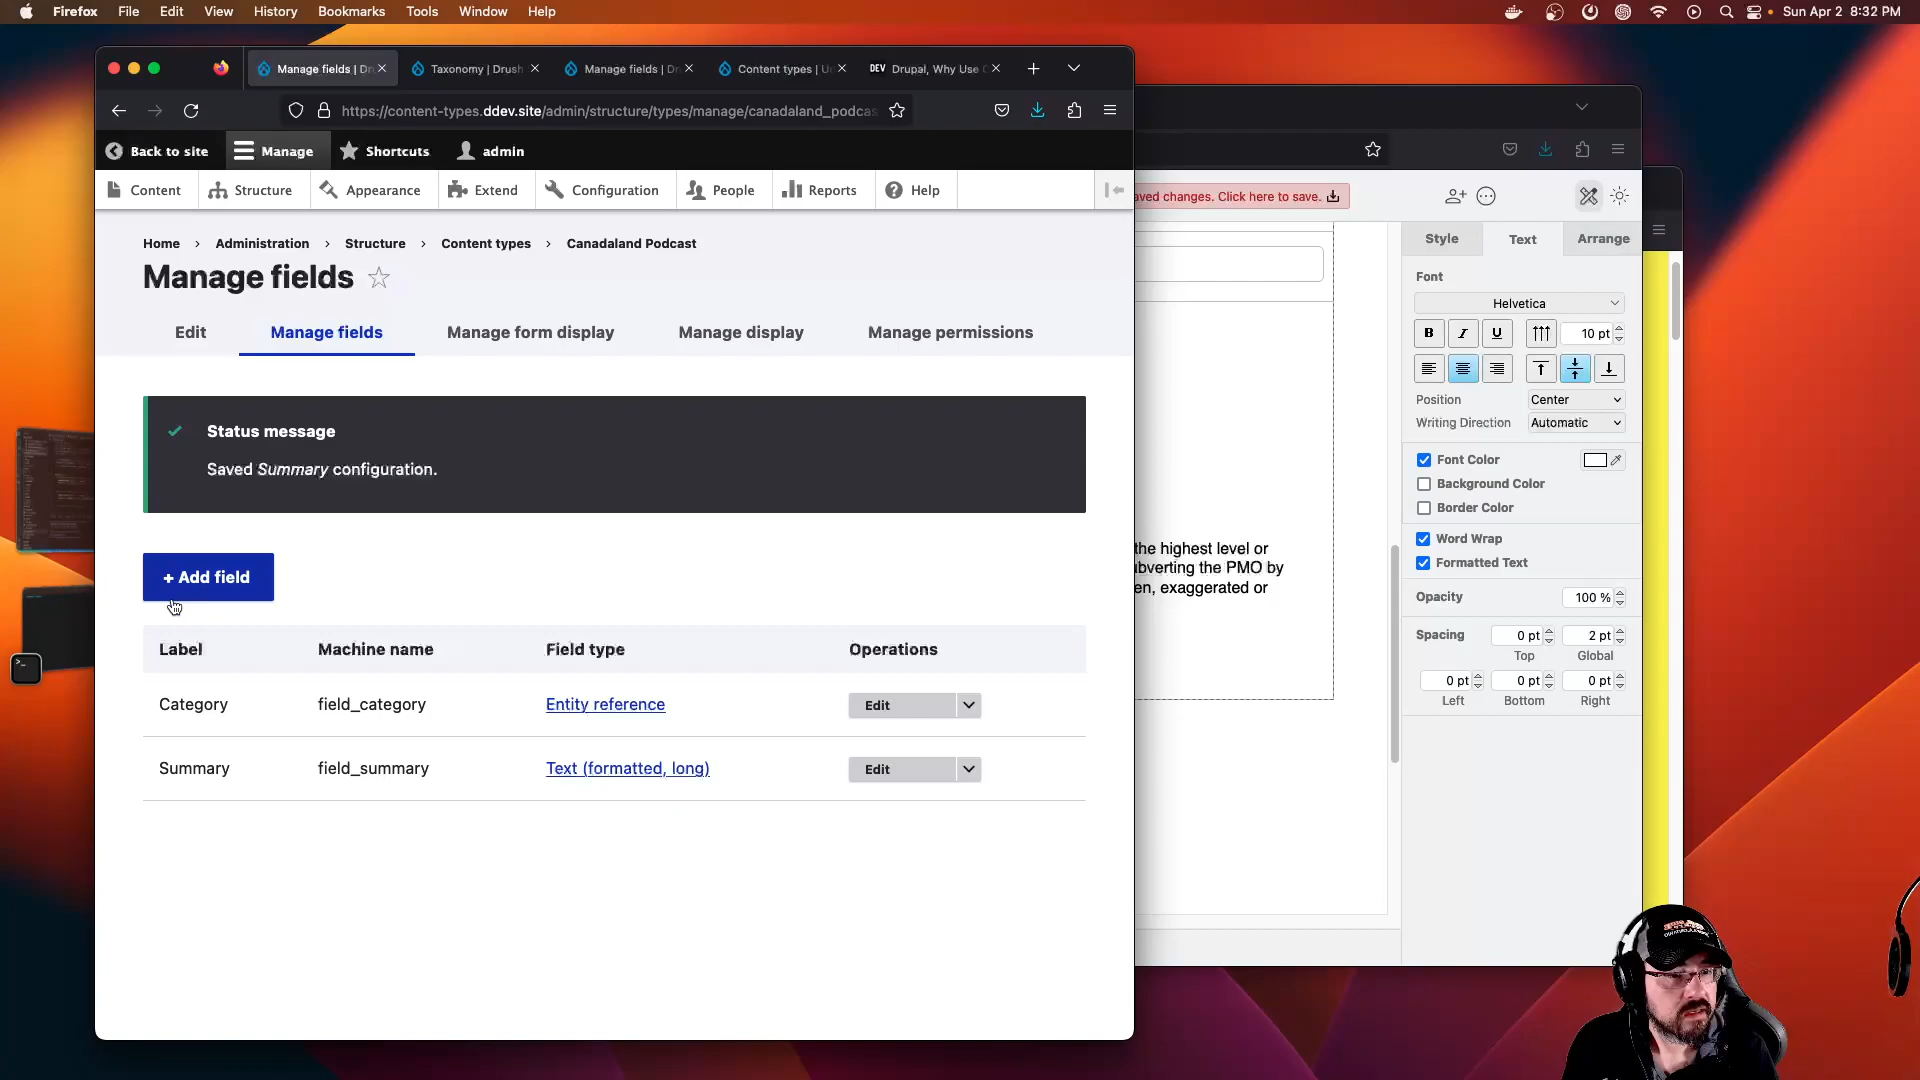 Firefox File Edit View History Bookmarks Tools Window Help
Sun Apr 2 8:32 PM
Manage fields | Dr
Taxonomy | Drush
Manage fields | Dr
Content types | U
DEV Drupal, Why Use
https://content-types.ddev.site/admin/structure/types/manage/canadaland_podcas
Back to site
Manage
Shortcuts
admin
Content
Structure
Appearance
Extend
Configuration
People
Reports
Help
Home › Administration › Structure › Content types › Canadaland Podcast
Manage fields
Edit
Manage fields
Manage form display
Manage display
Manage permissions
Status message
Saved Summary configuration.
+ Add field
Label Machine name Field type Operations
Category field_category Entity reference Edit
Summary field_summary Text (formatted, long) Edit
aved changes. Click here to save.
the highest level or
ubverting the PMO by
en, exaggerated or
Style Text Arrange
Font
Helvetica
B I U 10 pt
Position Center
Writing Direction Automatic
Font Color
Background Color
Border Color
Word Wrap
Formatted Text
Opacity 100 %
Spacing 0 pt 2 pt
Top Global
0 pt 0 pt 0 pt
Left Bottom Right